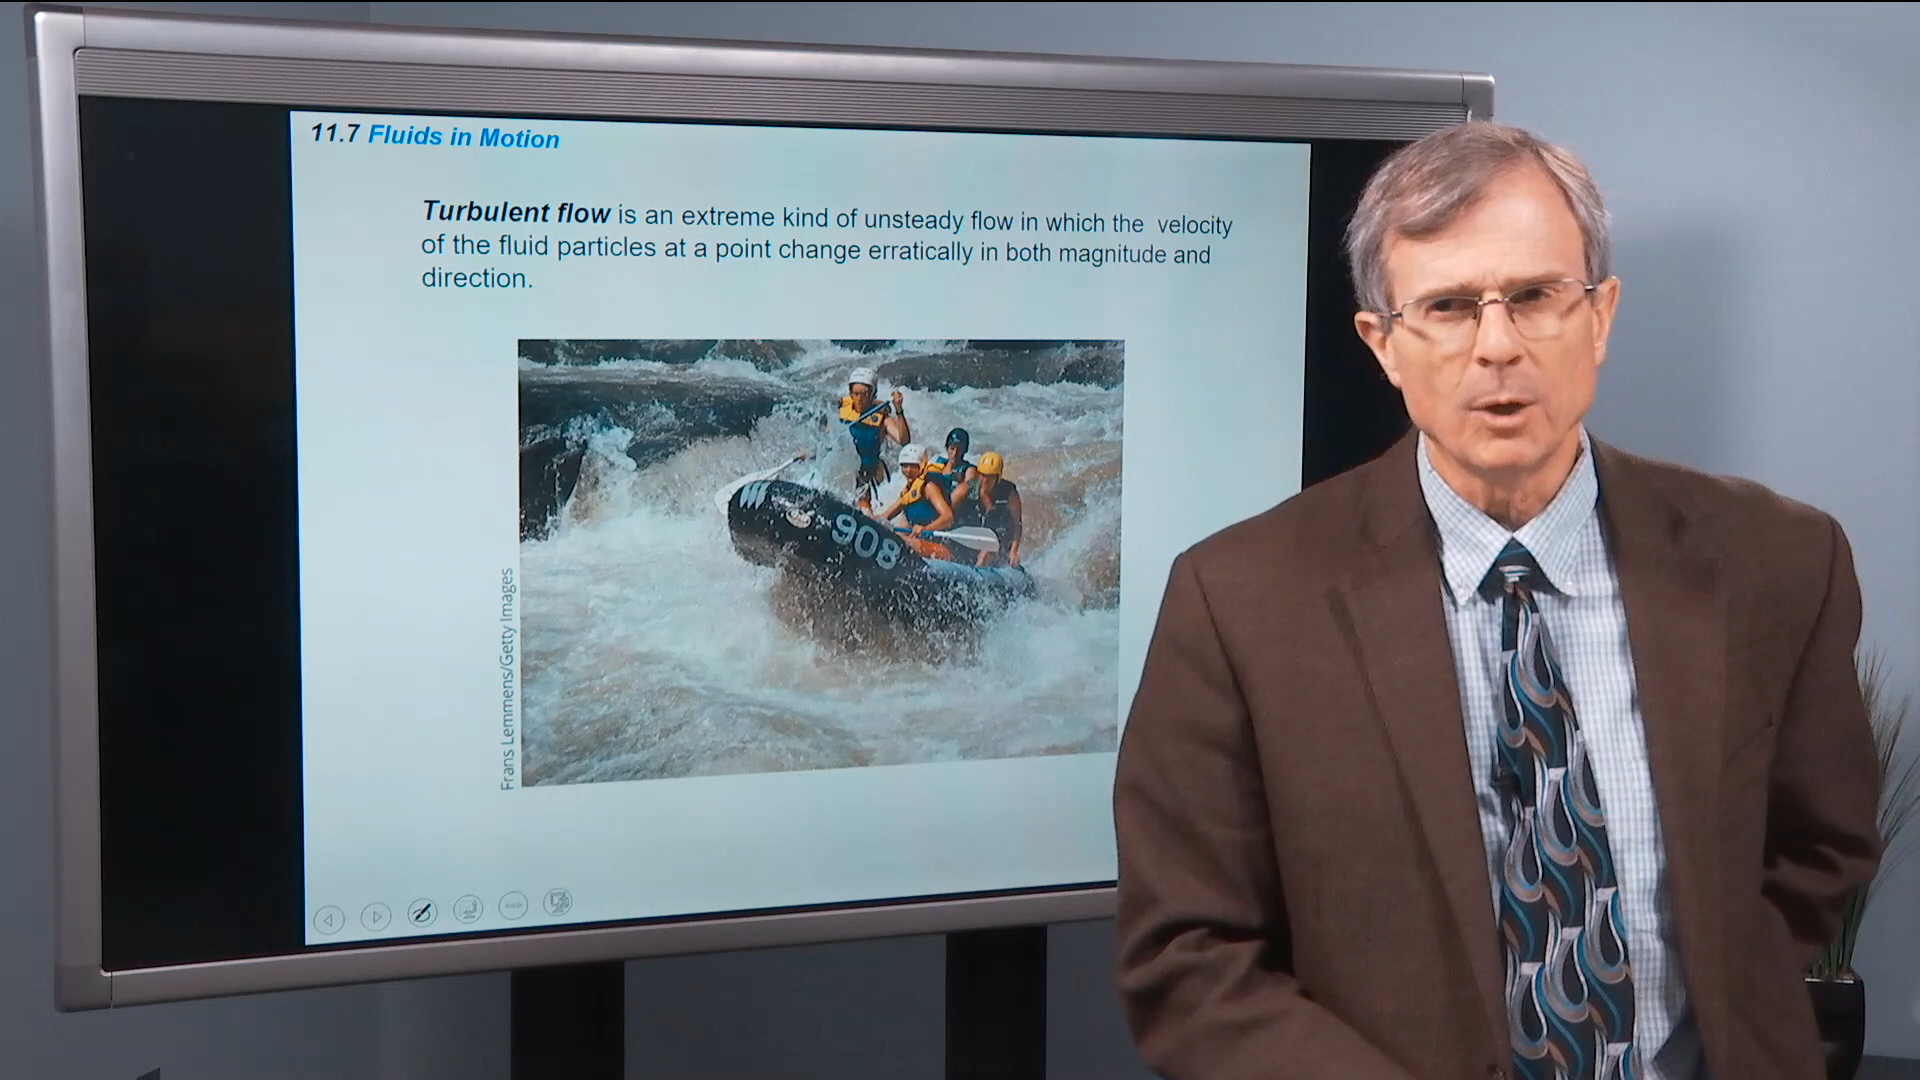 11.7 Fluids in Motion
Turbulent flow is an extreme kind of unsteady flow in which the velocity
of the fluid particles at a point change erratically in both magnitude and
direction.
908
Frans Lemmens/Getty Images